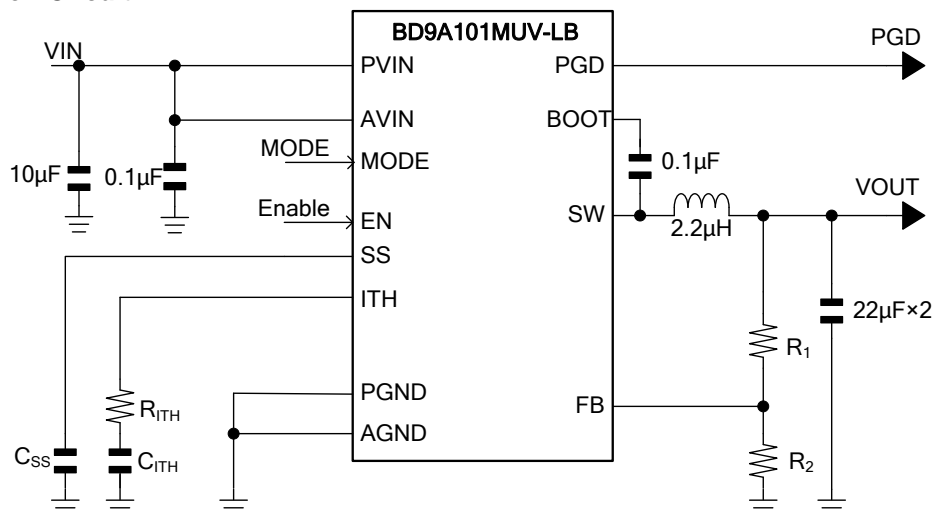 BD9A101MUV-LB
VIN
PVIN
PGD
PGD
AVIN
BOOT
10µF
0.1µF
MODE
MODE
0.1µF
Enable
EN
SW
2.2µH
VOUT
SS
ITH
22µF×2
R1
RITH
PGND
FB
AGND
CSS
CITH
R2